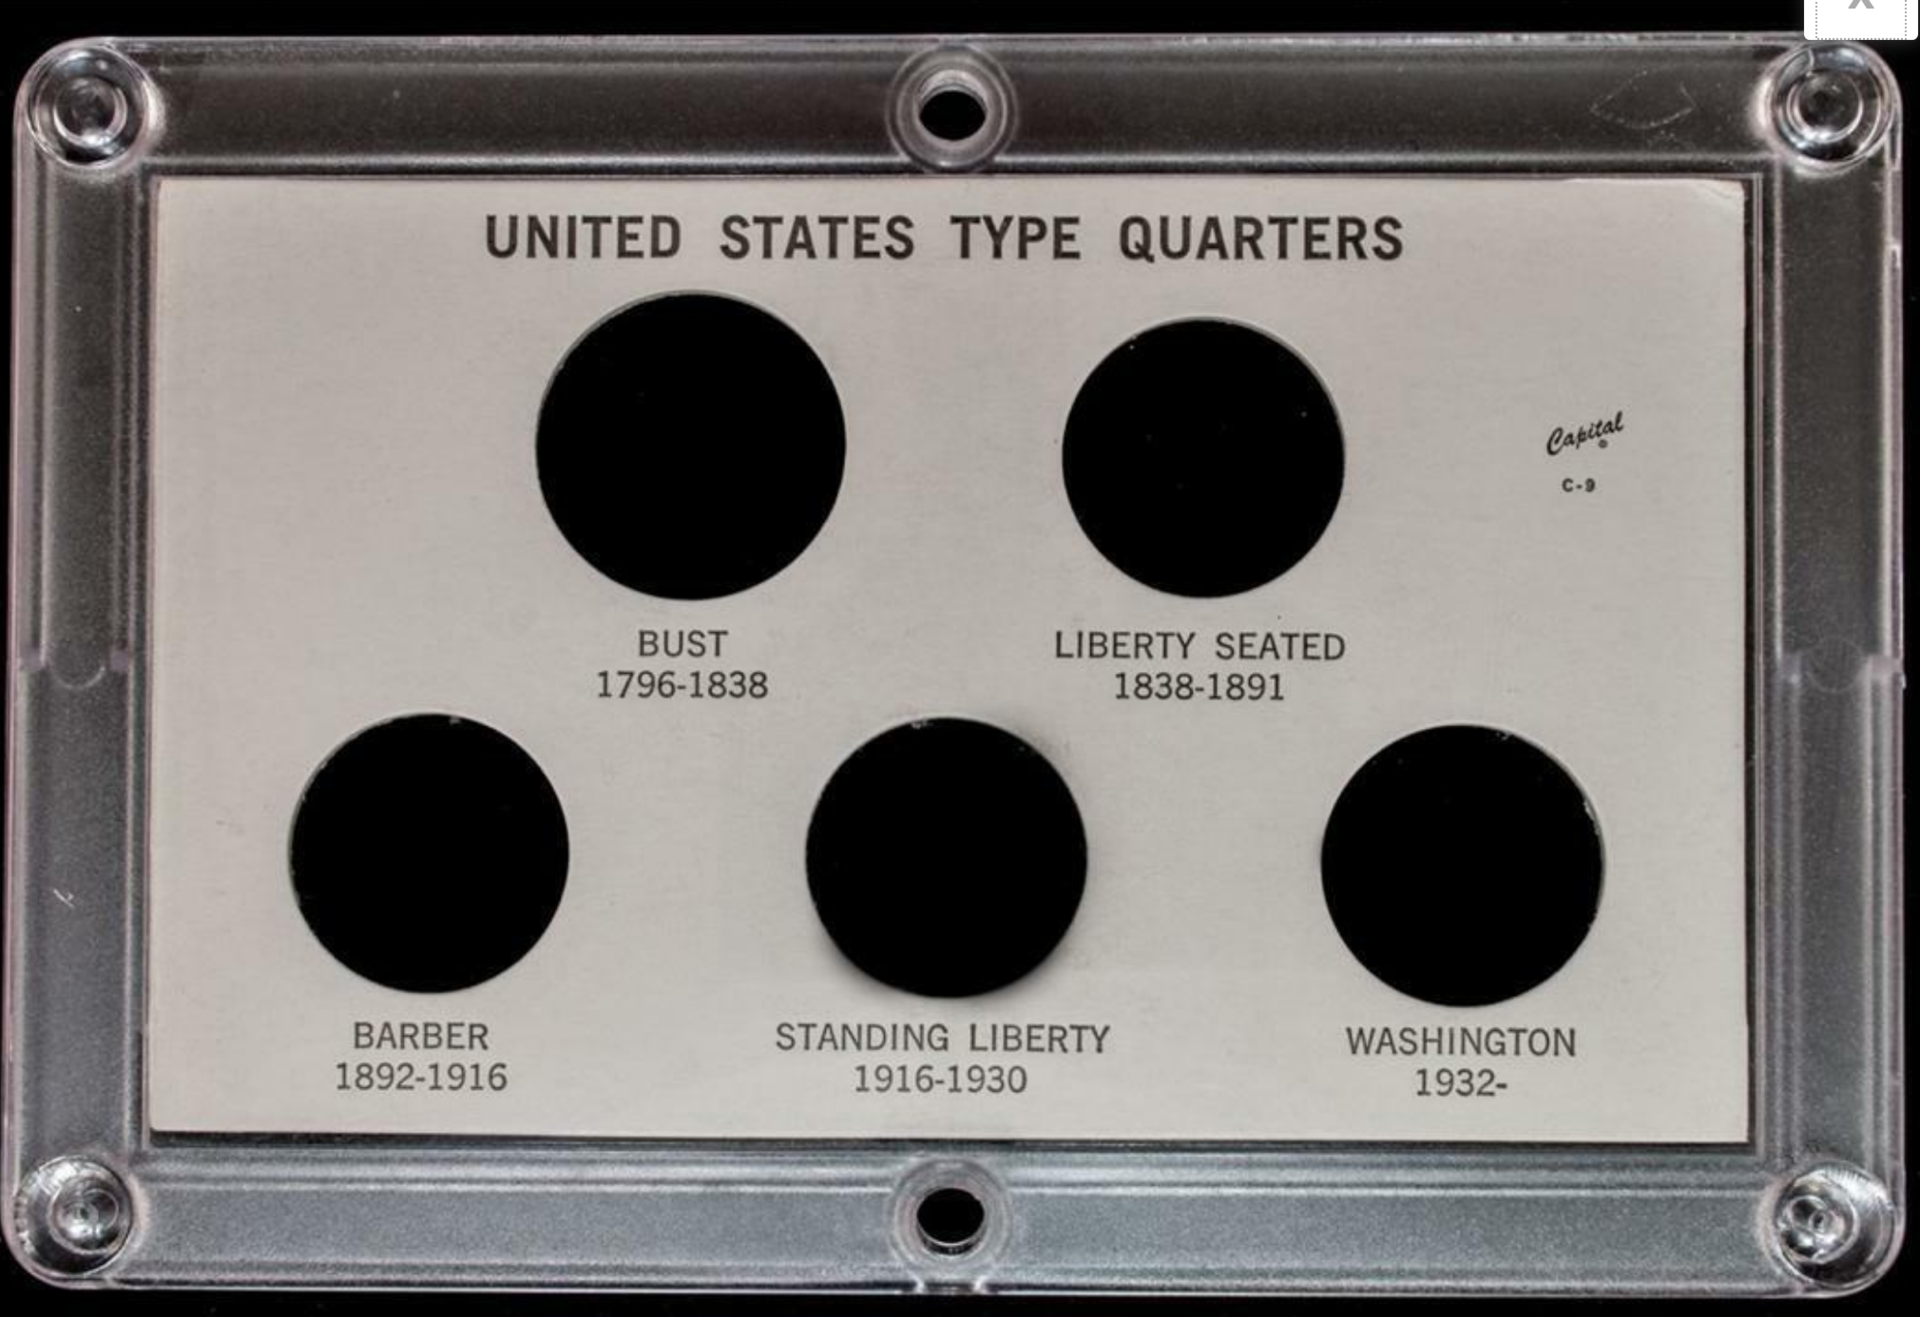 UNITED STATES TYPE QUARTERS
Capital
C-9
BUST
1796-1838
LIBERTY SEATED
1838-1891
BARBER
1892-1916
STANDING LIBERTY
1916-1930
WASHINGTON
1932-